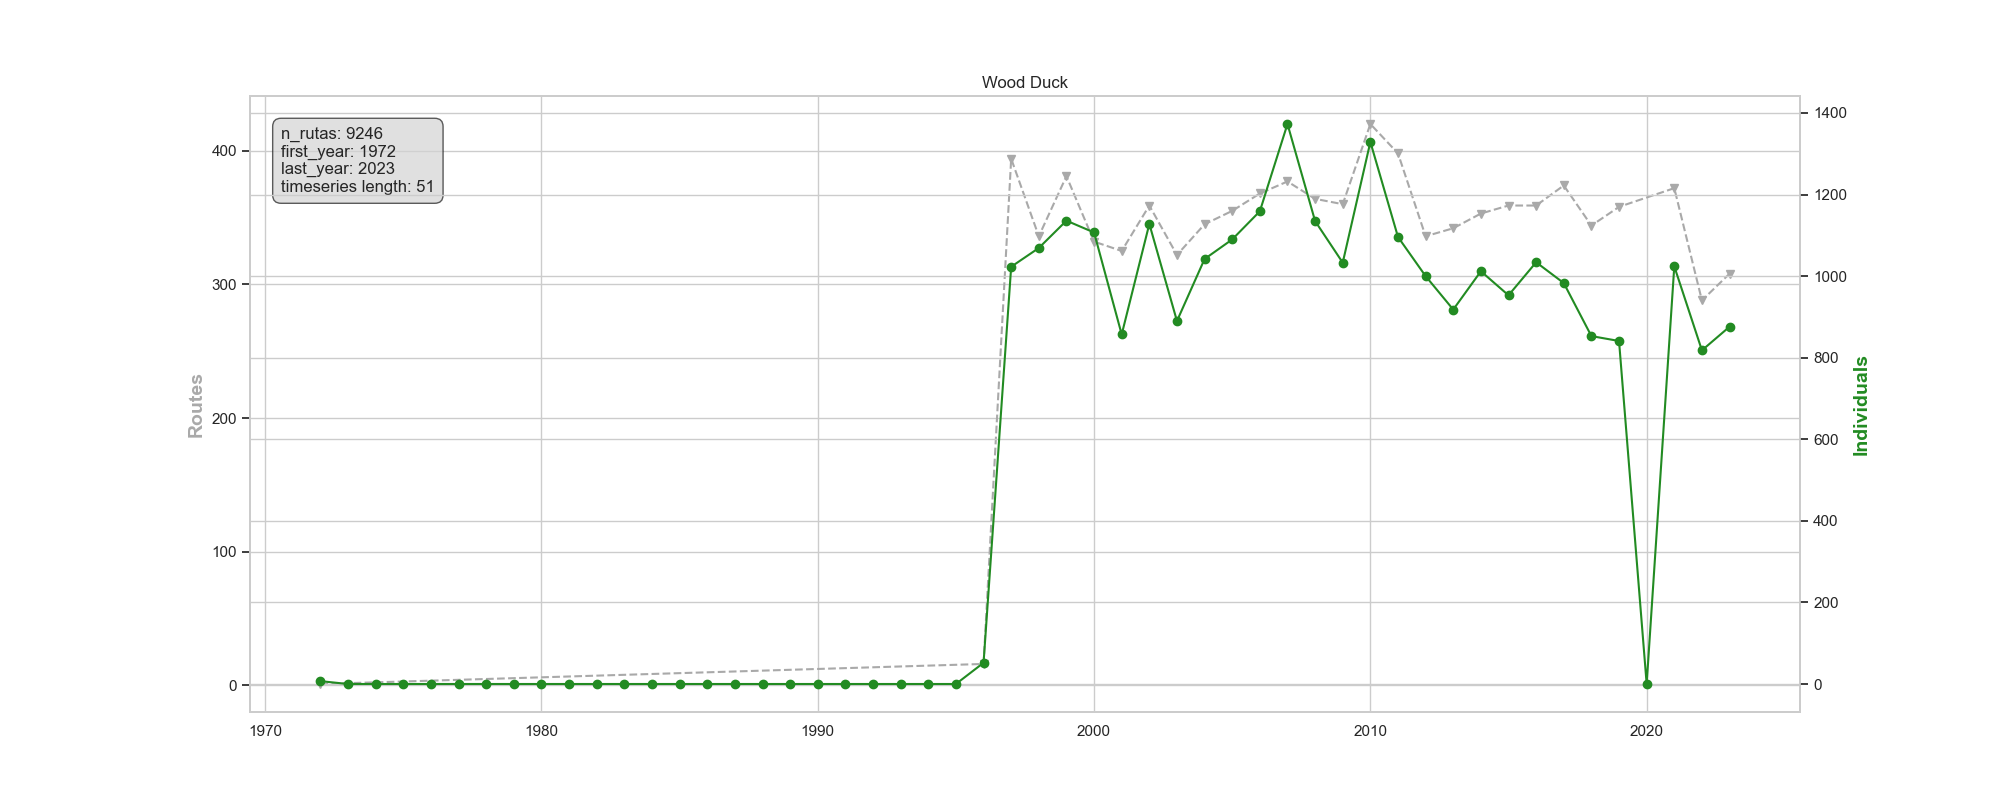 Wood Duck
n_rutas: 9246
first_year: 1972
last_year: 2023
timeseries length: 51
Routes
400
300
200
100
0
1400
1200
1000
800
600
400
200
0
Individuals
1970
1980
1990
2000
2010
2020